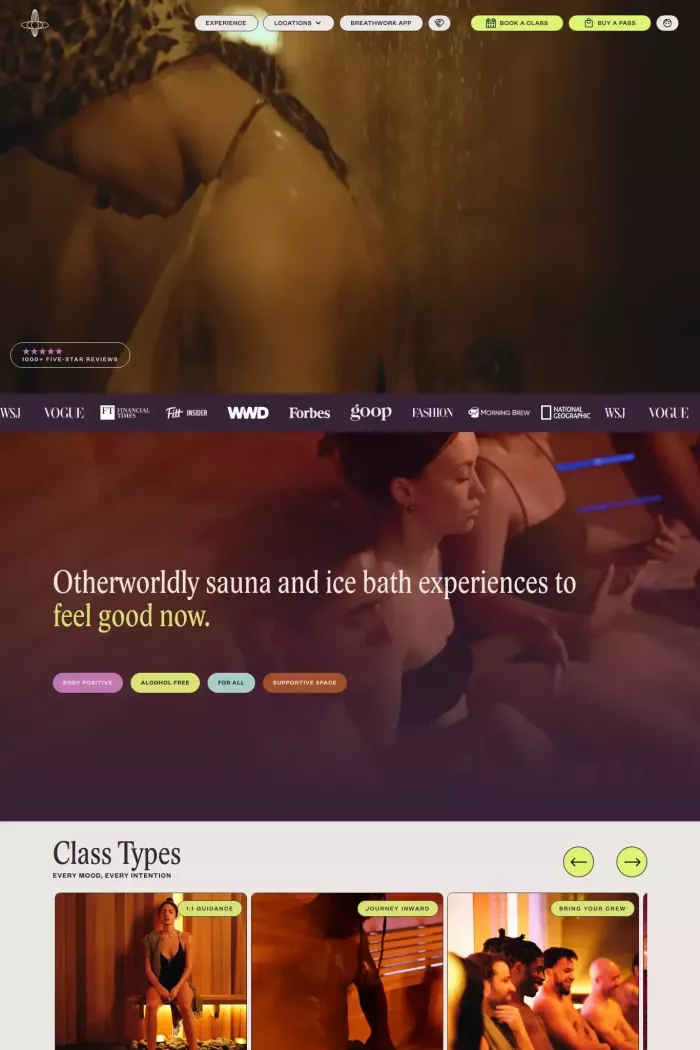 EXPERIENCE
LOCATIONS
BREATHWORK APP
BOOK A CLASS
BUY A PASS
1000+ FIVE-STAR REVIEWS
WSJ VOGUE FT FINANCIAL TIMES Fitt INSIDER WWD Forbes goop FASHION MORNING BREW NATIONAL GEOGRAPHIC WSJ VOGUE
Otherworldly sauna and ice bath experiences to
feel good now.
BODY POSITIVE
ALCOHOL FREE
FOR ALL
SUPPORTIVE SPACE
Class Types
EVERY MOOD, EVERY INTENTION
1:1 GUIDANCE
JOURNEY INWARD
BRING YOUR CREW